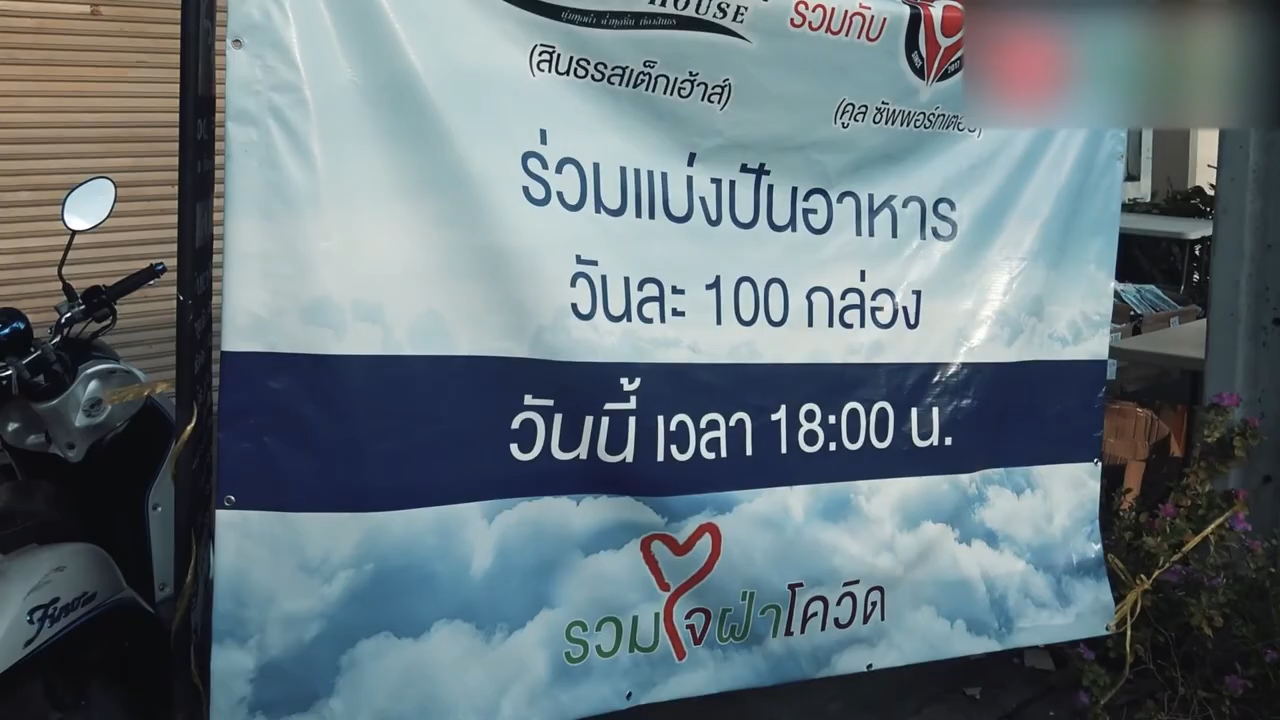 HOUSE
ร่วมกับ
(สินธรสเต็กเฮ้าส์)
(คูล ซัพพอร์ทเตอร์)
ร่วมแบ่งปันอาหาร
วันละ 100 กล่อง
วันนี้ เวลา 18:00 น.
รวมใจฝ่าโควิด
Fino